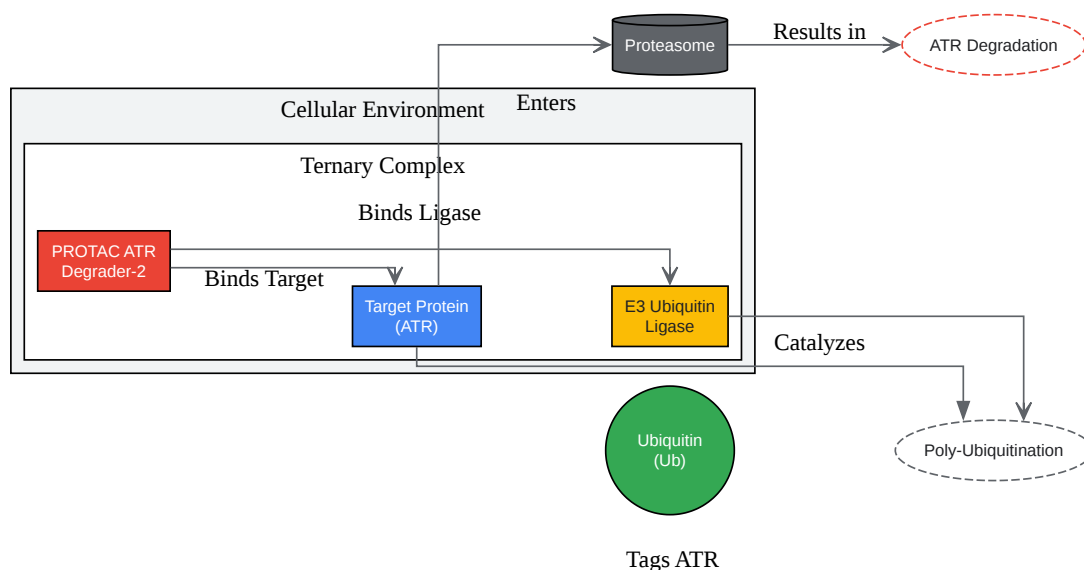 Results in
Proteasome
ATR Degradation
Enters
Cellular Environment
Ternary Complex
Binds Ligase
PROTAC ATR
Degrader-2
Binds Target
Target Protein
(ATR)
E3 Ubiquitin
Ligase
Catalyzes
Ubiquitin
(Ub)
Poly-Ubiquitination
Tags ATR